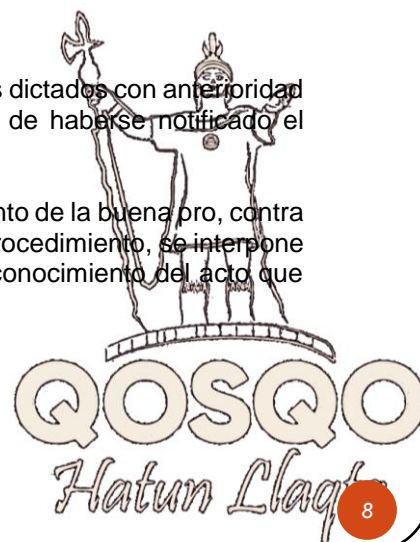 s dictados con anterioridad
de haberse notificado el
nto de la buena pro, contra
rocedimiento, se interpone
conocimiento del acto que
QOSQO
Hatun Llaqta
8